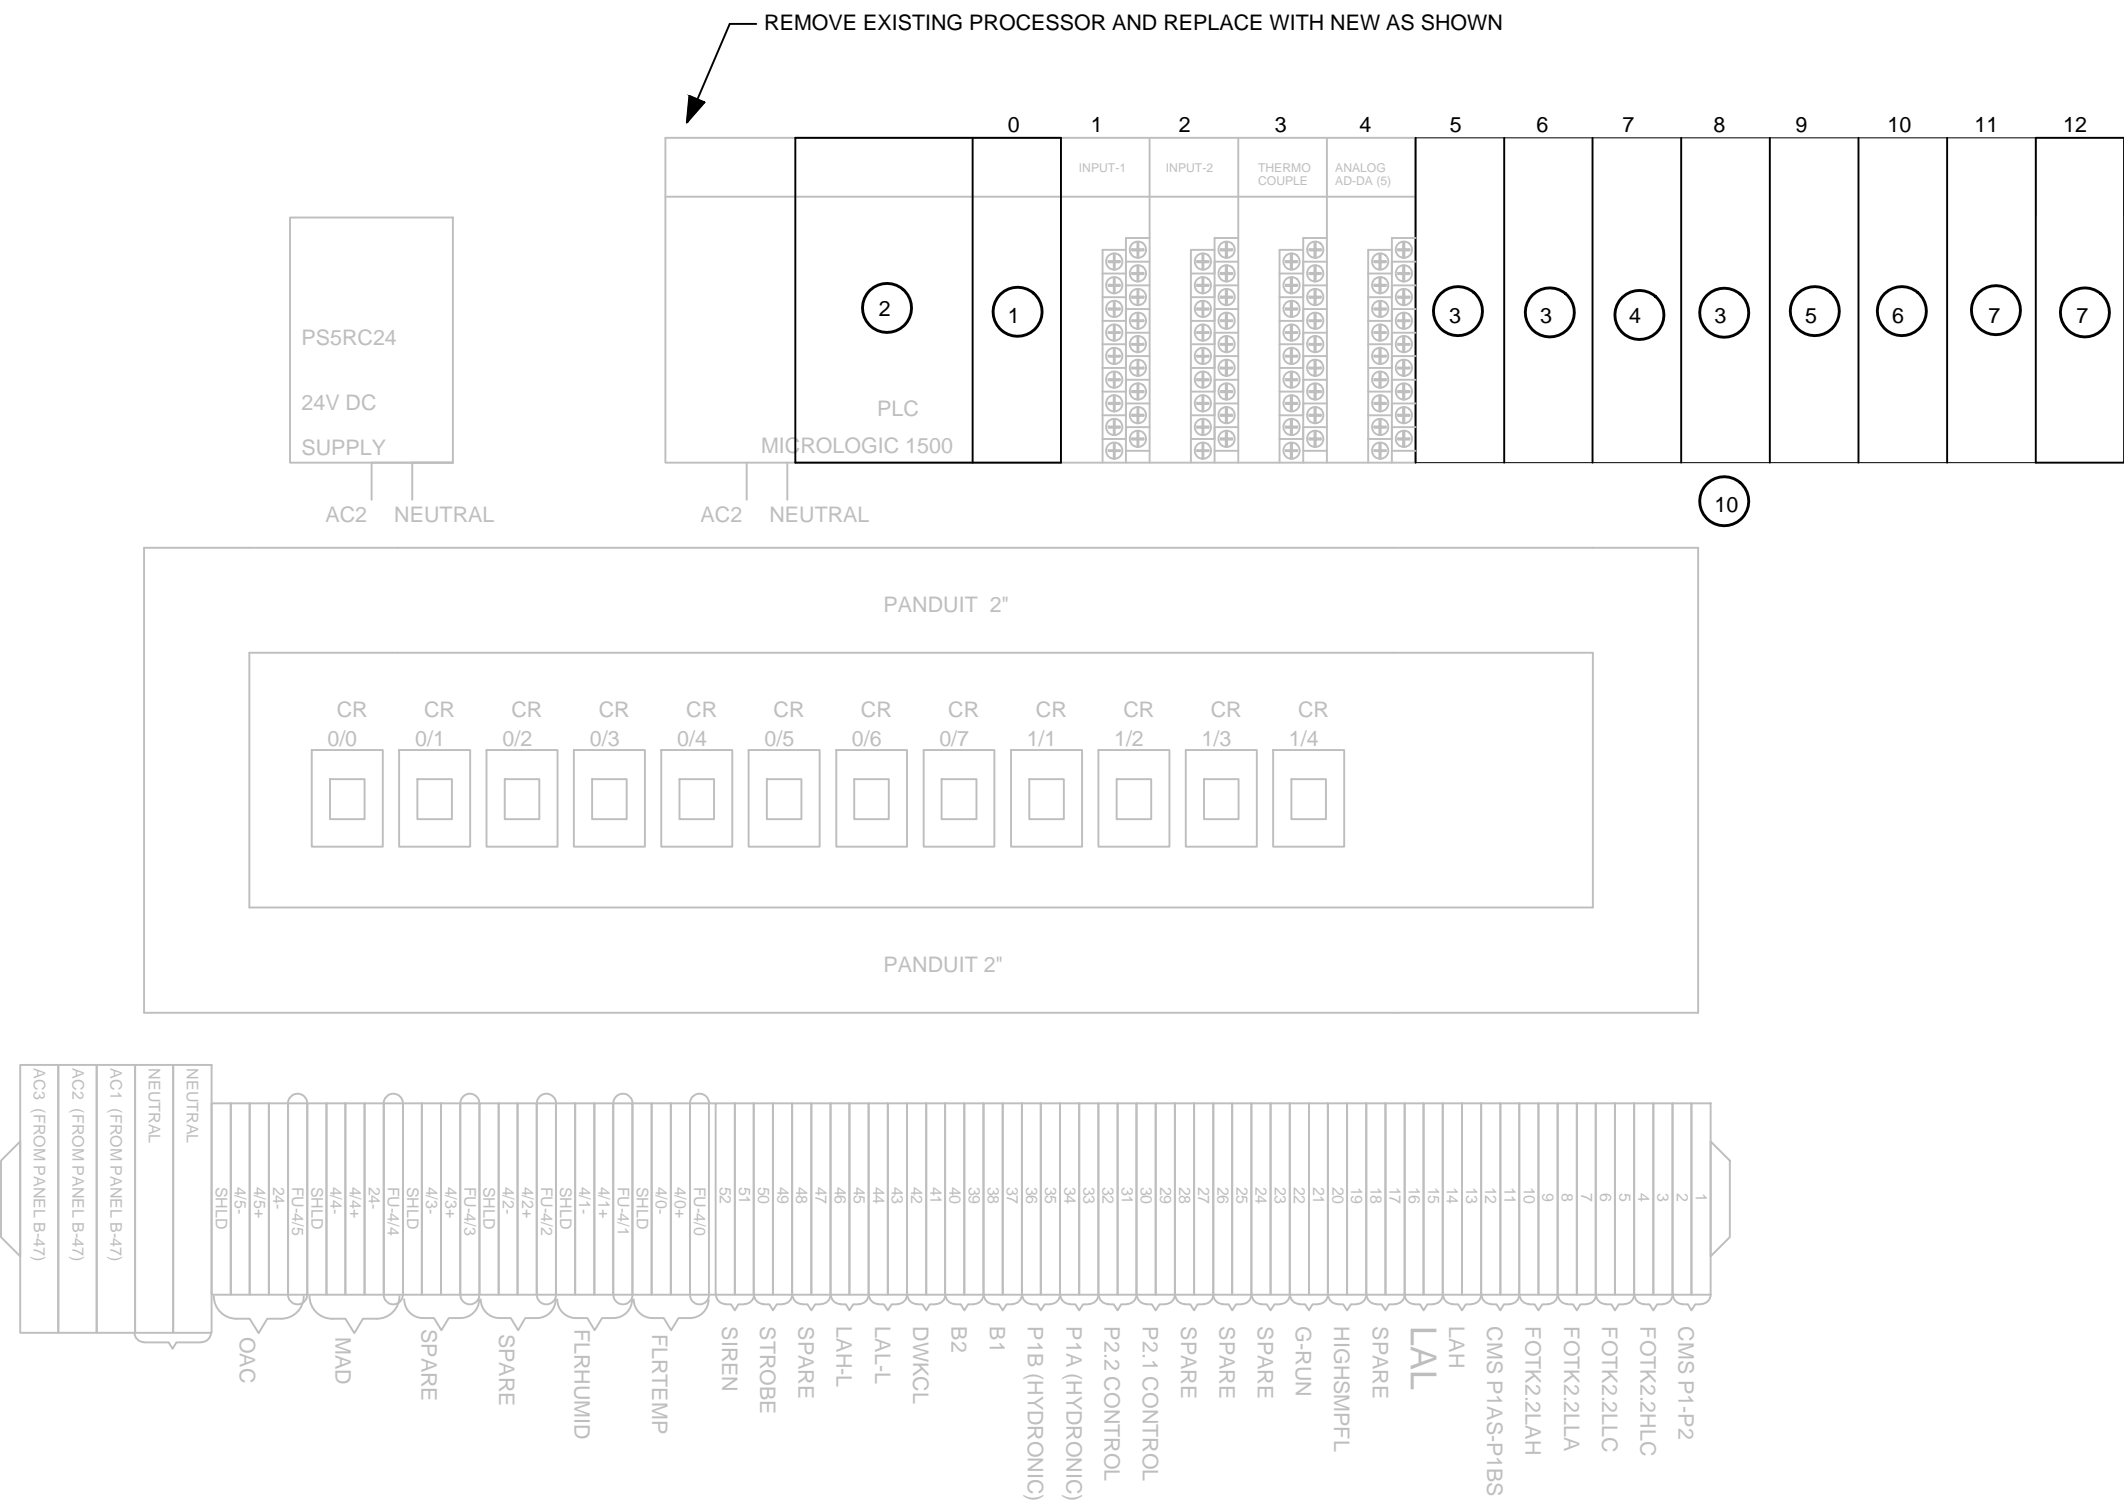 REMOVE EXISTING PROCESSOR AND REPLACE WITH NEW AS SHOWN
0 1 2 3 4 5 6 7 8 9 10 11 12
INPUT-1
INPUT-2
THERMO
COUPLE
ANALOG
AD-DA (5)
2 1 3 3 4 3 5 6 7 7
PS5RC24
24V DC
SUPPLY
AC2 NEUTRAL
PLC
MICROLOGIC 1500
AC2 NEUTRAL
10
PANDUIT 2"
CR CR CR CR CR CR CR CR CR CR CR CR
0/0 0/1 0/2 0/3 0/4 0/5 0/6 0/7 1/1 1/2 1/3 1/4
PANDUIT 2"
AC3 (FROM PANEL B-47)
AC2 (FROM PANEL B-47)
AC1 (FROM PANEL B-47)
NEUTRAL
NEUTRAL
SHLD
4/5-
4/5+
24-
FU-4/5
SHLD
4/4-
4/4+
24-
FU-4/4
SHLD
4/3-
4/3+
FU-4/3
SHLD
4/2-
4/2+
FU-4/2
SHLD
4/1-
4/1+
FU-4/1
SHLD
4/0-
4/0+
FU-4/0
52
51
50
49
48
47
46
45
44
43
42
41
40
39
38
37
36
35
34
33
32
31
30
29
28
27
26
25
24
23
22
21
20
19
18
17
16
15
14
13
12
11
10
9
8
7
6
5
4
3
2
1
OAC
MAD
SPARE
SPARE
FLRHUMID
FLRTEMP
SIREN
STROBE
SPARE
LAH-L
LAL-L
DWKCL
B2
B1
P1B (HYDRONIC)
P1A (HYDRONIC)
P2.2 CONTROL
P2.1 CONTROL
SPARE
SPARE
SPARE
G-RUN
HIGHSMPFL
SPARE
LAL
LAH
CMS P1AS-P1BS
FOTK2.2LAH
FOTK2.2LLA
FOTK2.2LLC
FOTK2.2HLC
CMS P1-P2